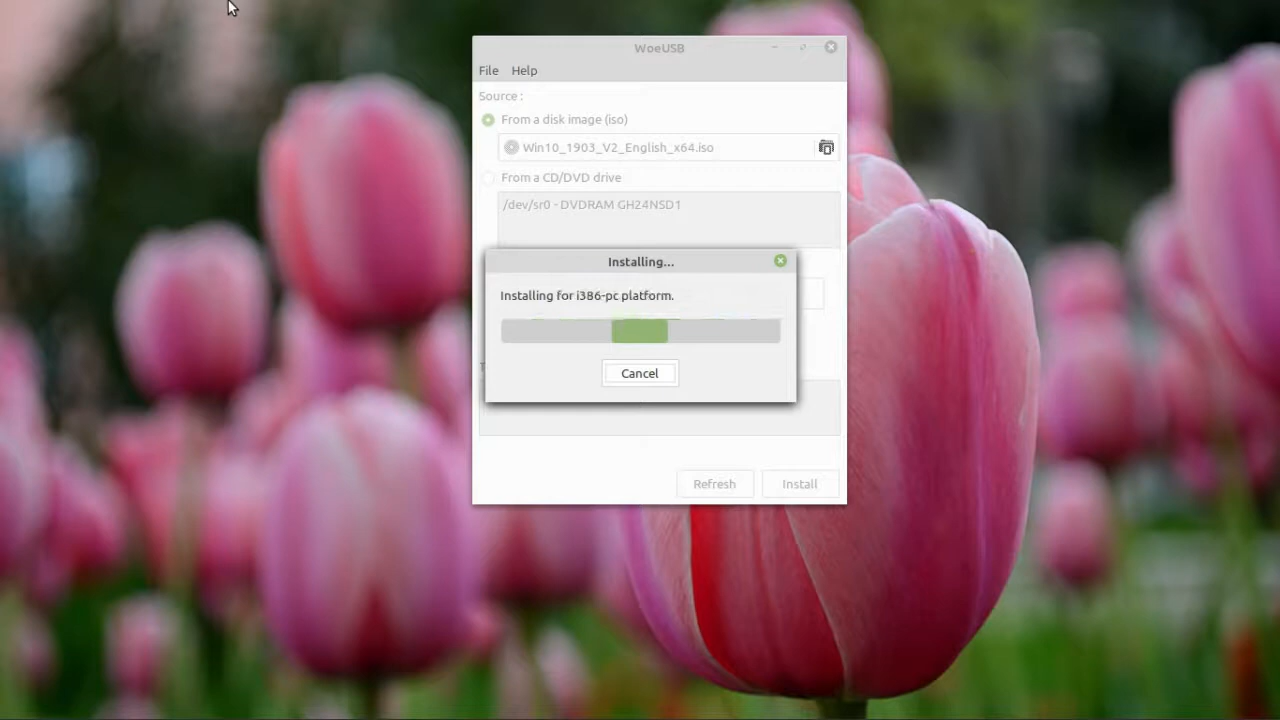 WoeUSB
File Help
Source :
From a disk image (iso)
Win10_1903_V2_English_x64.iso
From a CD/DVD drive
/dev/sr0 - DVDRAM GH24NSD1
Installing...
Installing for i386-pc platform.
Cancel
Refresh Install